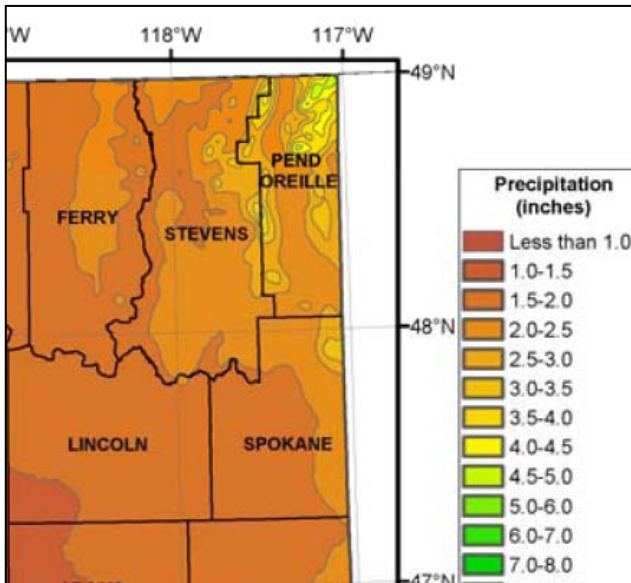 °W
118°W
117°W
49°N
PEND
OREILLE
FERRY
STEVENS
48°N
LINCOLN
SPOKANE
47°N
Precipitation
(inches)
Less than 1.0
1.0-1.5
1.5-2.0
2.0-2.5
2.5-3.0
3.0-3.5
3.5-4.0
4.0-4.5
4.5-5.0
5.0-6.0
6.0-7.0
7.0-8.0